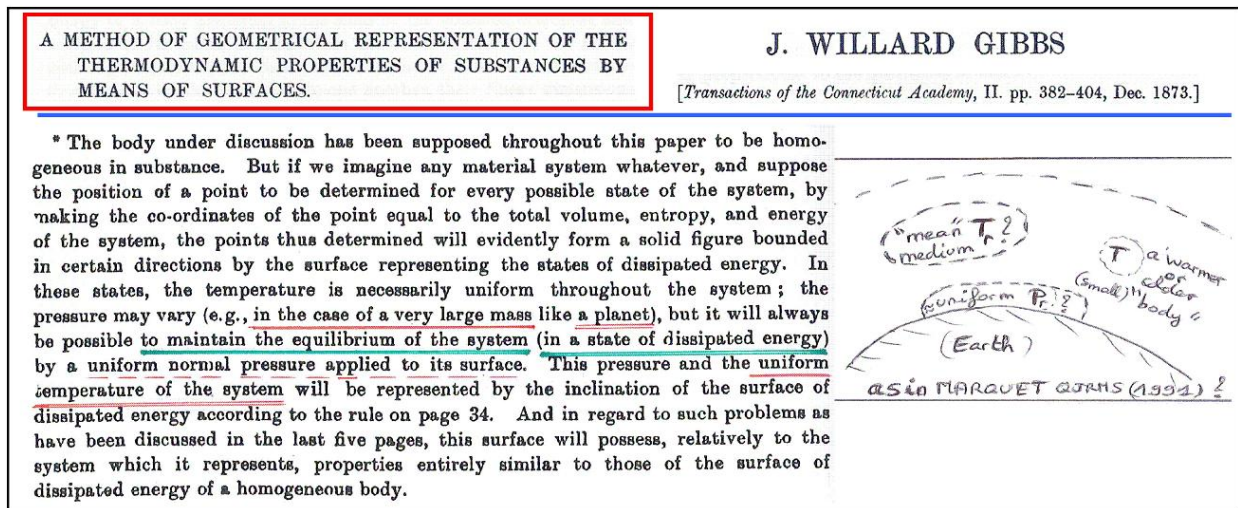 A METHOD OF GEOMETRICAL REPRESENTATION OF THE
THERMODYNAMIC PROPERTIES OF SUBSTANCES BY
MEANS OF SURFACES.
J. WILLARD GIBBS
[Transactions of the Connecticut Academy, II. pp. 382–404, Dec. 1873.]
* The body under discussion has been supposed throughout this paper to be homo-
geneous in substance. But if we imagine any material system whatever, and suppose
the position of a point to be determined for every possible state of the system, by
making the co-ordinates of the point equal to the total volume, entropy, and energy
of the system, the points thus determined will evidently form a solid figure bounded
in certain directions by the surface representing the states of dissipated energy. In
these states, the temperature is necessarily uniform throughout the system; the
pressure may vary (e.g., in the case of a very large mass like a planet), but it will always
be possible to maintain the equilibrium of the system (in a state of dissipated energy)
by a uniform normal pressure applied to its surface. This pressure and the uniform
temperature of the system will be represented by the inclination of the surface of
dissipated energy according to the rule on page 34. And in regard to such problems as
have been discussed in the last five pages, this surface will possess, relatively to the
system which it represents, properties entirely similar to those of the surface of
dissipated energy of a homogeneous body.
"mean" Tr ?
medium
T a warmer
or
colder
(small) "body"
≈uniform Pr ?
(Earth)
as in MARQUET QJRMS (1991) ?